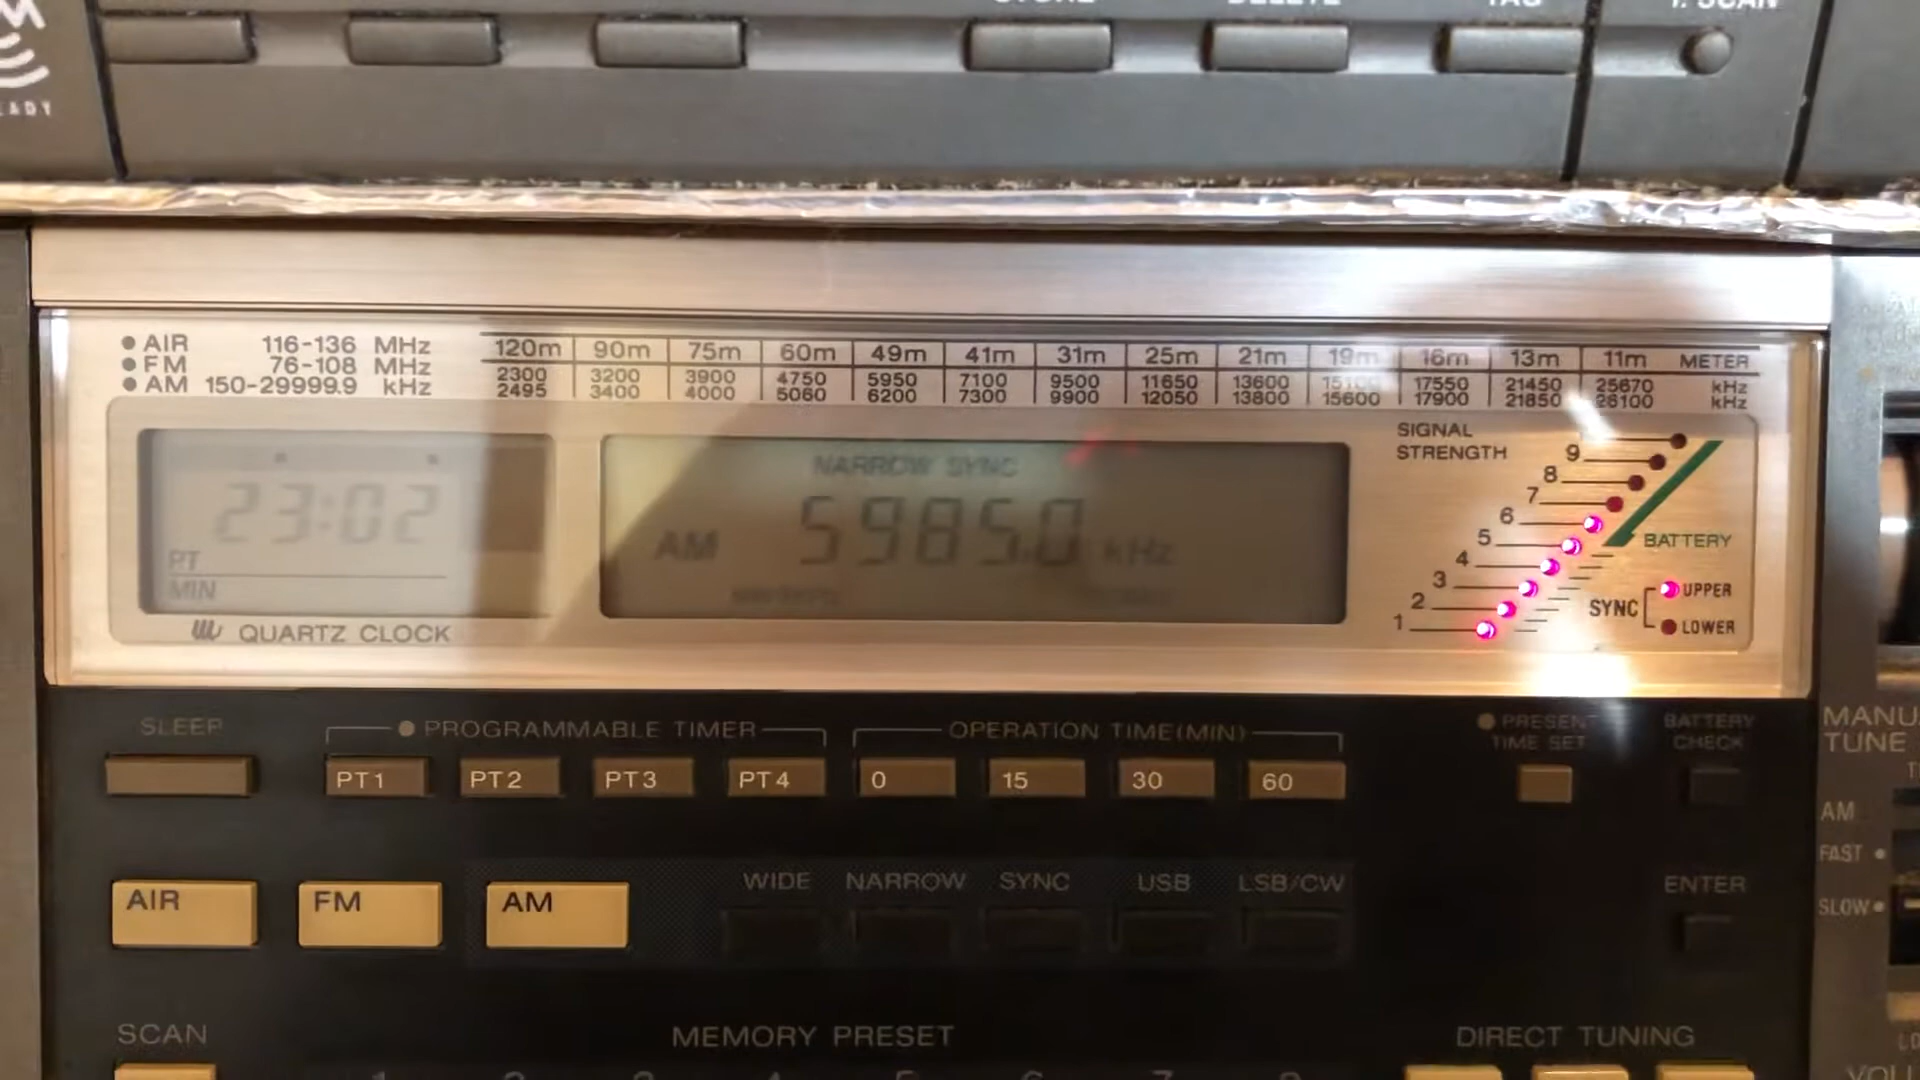 T. SCAN
● AIR 116-136 MHz
● FM 76-108 MHz
● AM 150-29999.9 kHz
120m 90m 75m 60m 49m 41m 31m 25m 21m 19m 16m 13m 11m METER
2300 3200 3900 4750 5950 7100 9500 11650 13600 15100 17550 21450 25670 kHz
2495 3400 4000 5060 6200 7300 9900 12050 13800 15600 17900 21850 26100 kHz
23:02
PT
MIN
QUARTZ CLOCK
NARROW SYNC
AM 5985.0 kHz
SIGNAL
STRENGTH
9
8
7
6
5
4
3
2
1
BATTERY
SYNC
UPPER
LOWER
SLEEP
● PROGRAMMABLE TIMER
OPERATION TIME(MIN)
● PRESENT
TIME SET
BATTERY
CHECK
PT1 PT2 PT3 PT4 0 15 30 60
AIR FM AM
WIDE NARROW SYNC USB LSB/CW
ENTER
TUNE
AM
FAST ●
SLOW ●
SCAN
MEMORY PRESET
DIRECT TUNING